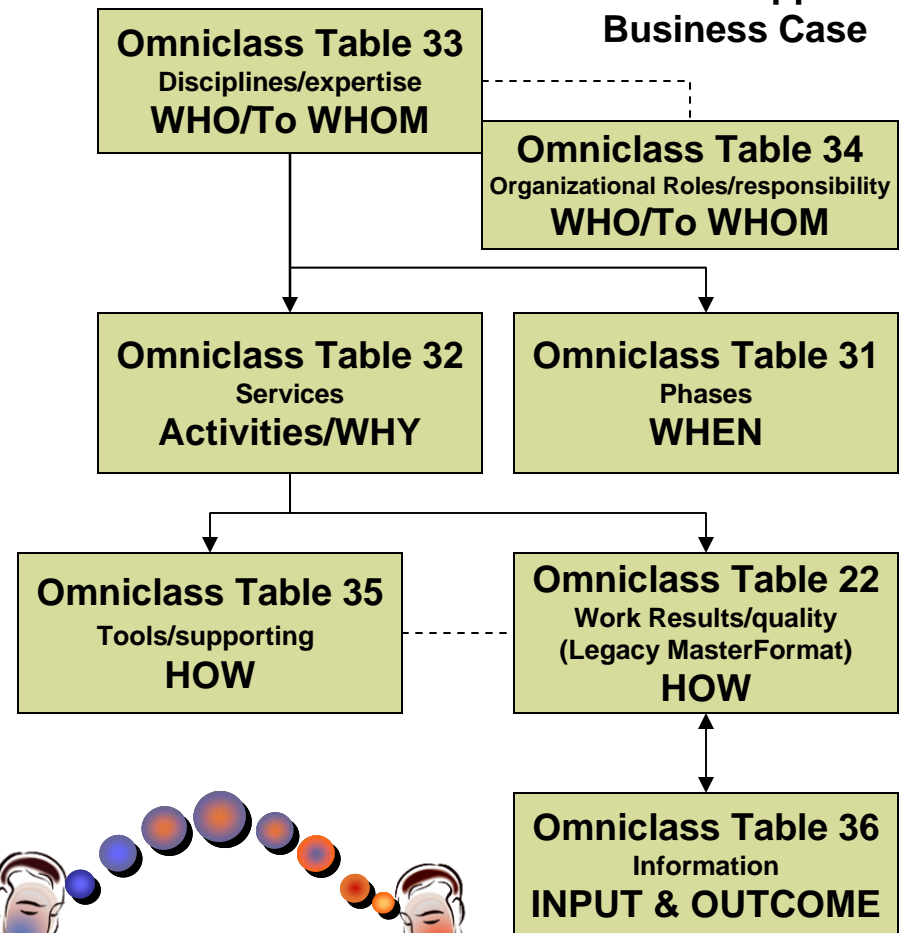 Business Case
Omniclass Table 33
Disciplines/expertise
WHO/To WHOM
Omniclass Table 34
Organizational Roles/responsibility
WHO/To WHOM
Omniclass Table 32
Services
Activities/WHY
Omniclass Table 31
Phases
WHEN
Omniclass Table 35
Tools/supporting
HOW
Omniclass Table 22
Work Results/quality
(Legacy MasterFormat)
HOW
Omniclass Table 36
Information
INPUT & OUTCOME